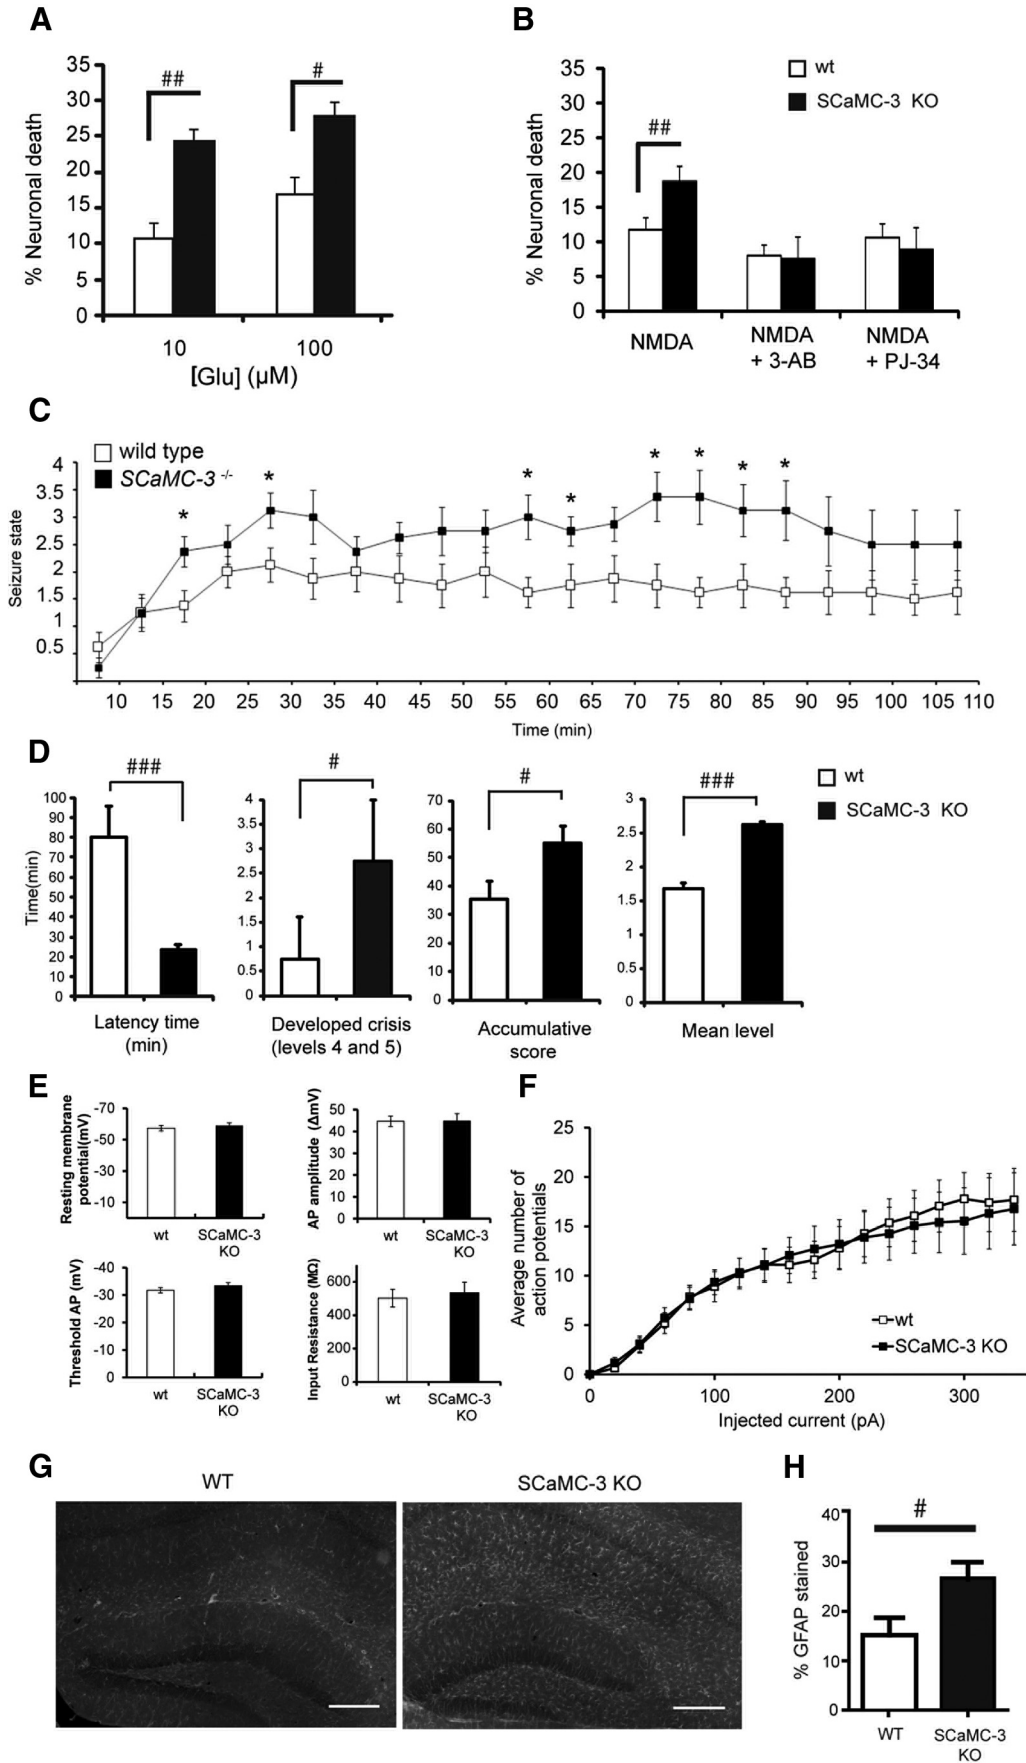 A
% Neuronal death
35
30
25
20
15
10
5
0
##
#
10
100
[Glu] (µM)
B
% Neuronal death
35
30
25
20
15
10
5
0
##
wt
SCaMC-3 KO
NMDA
NMDA
+ 3-AB
NMDA
+ PJ-34
C
wild type
SCaMC-3 -/-
Seizure state
4
3.5
3
2.5
2
1.5
1
0.5
* * * * * * * *
10 15 20 25 30 35 40 45 50 55 60 65 70 75 80 85 90 95 100 105 110
Time (min)
D
Time(min)
100
90
80
70
60
50
40
30
20
10
0
###
Latency time
(min)
4
3.5
3
2.5
2
1.5
1
0.5
0
#
Developed crisis
(levels 4 and 5)
70
60
50
40
30
20
10
0
#
Accumulative
score
3
2.5
2
1.5
1
0.5
0
###
Mean level
wt
SCaMC-3 KO
E
Resting membrane
potential(mV)
-70
-50
-30
-10
wt
SCaMC-3
KO
AP amplitude (ΔmV)
50
40
30
20
10
0
wt
SCaMC-3
KO
Threshold AP (mV)
-40
-30
-20
-10
0
wt
SCaMC-3
KO
Input Resistance (MΩ)
600
400
200
0
wt
SCaMC-3
KO
F
Average number of
action potentials
25
20
15
10
5
0
0 100 200 300
Injected current (pA)
wt
SCaMC-3 KO
G
WT
SCaMC-3 KO
H
% GFAP stained
40
30
20
10
0
#
WT
SCaMC-3
KO